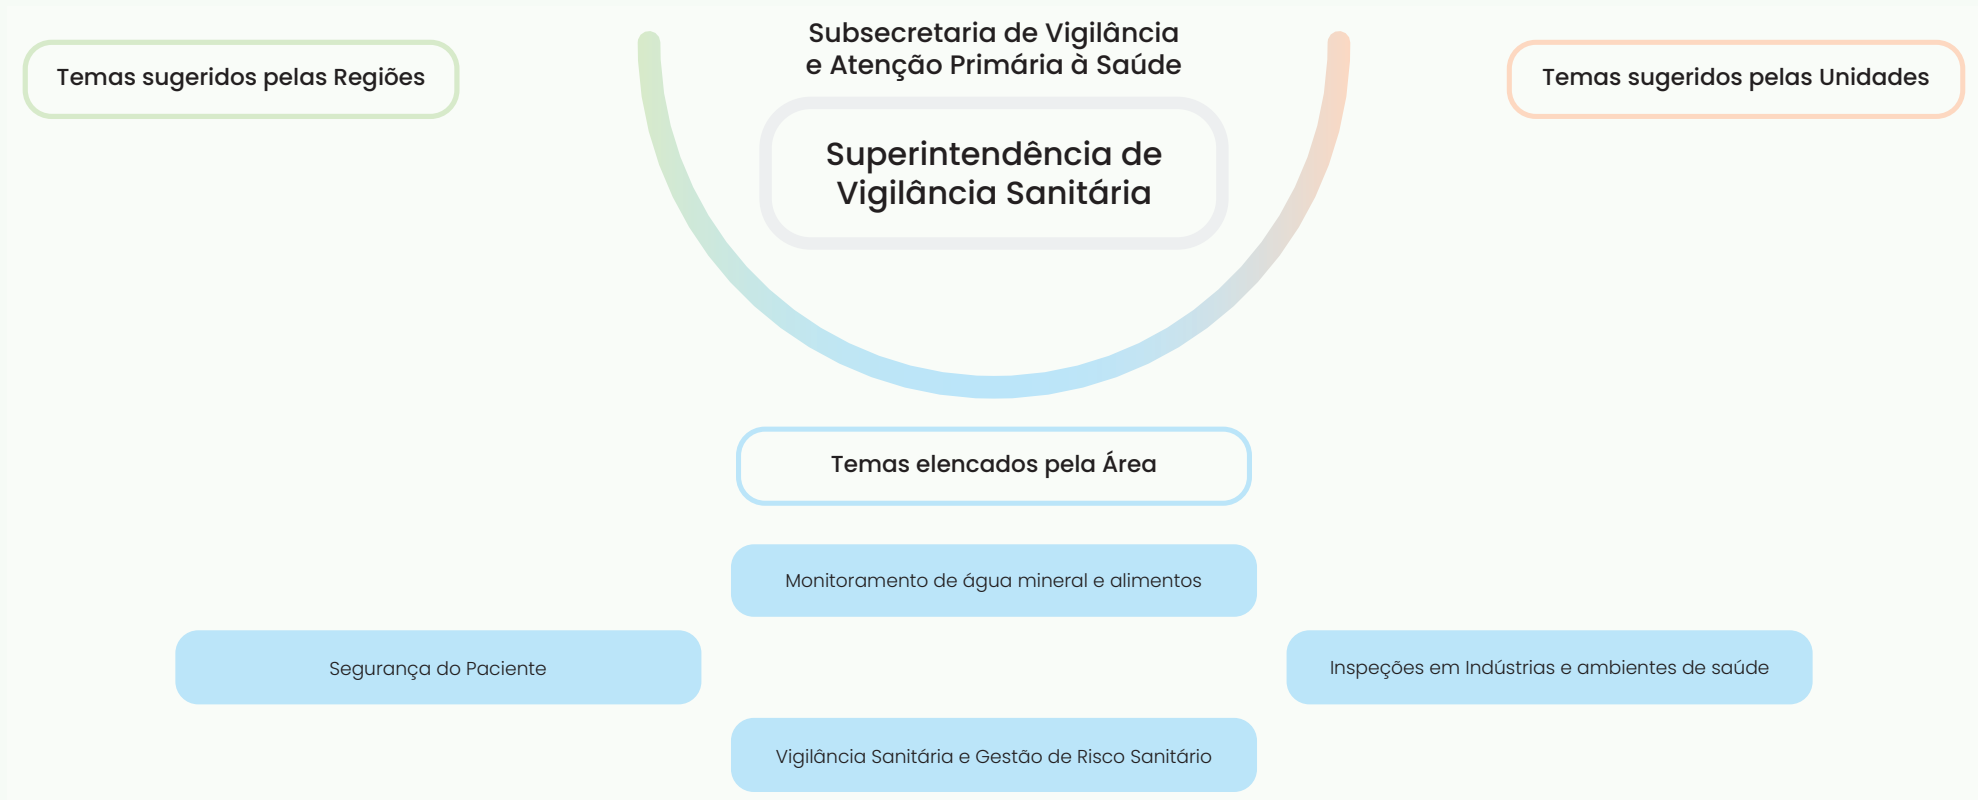 Subsecretaria de Vigilância
e Atenção Primária à Saúde
Temas sugeridos pelas Regiões
Temas sugeridos pelas Unidades
Superintendência de
Vigilância Sanitária
Temas elencados pela Área
Monitoramento de água mineral e alimentos
Segurança do Paciente
Inspeções em Indústrias e ambientes de saúde
Vigilância Sanitária e Gestão de Risco Sanitário